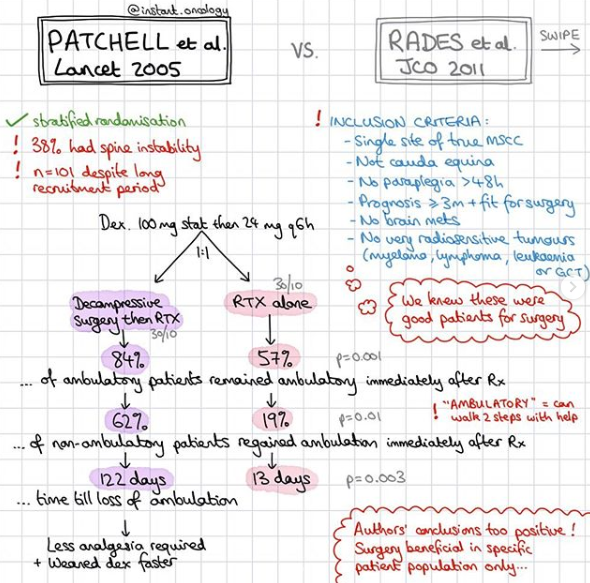 @instant.oncology
PATCHELL et al.
Lancet 2005
VS.
RADES et al.
JCO 2011
SWIPE
stratified randomisation
! 38% had spine instability
! n=101 despite long
recruitment period
! INCLUSION CRITERIA:
- Single site of true MSCC
- Not cauda equina
- No paraplegia >48h
- Prognosis ≥3m + fit for surgery
- No brain mets
- No very radiosensitive tumours
(myeloma, lymphoma, leukaemia
or GCT)
We knew these were
good patients for surgery
Dex. 100mg stat then 24mg q6h
1:1
Decompressive
surgery then RTX
30/10
30/10
RTX alone
84% 57% p=0.001
... of ambulatory patients remained ambulatory immediately after Rx
! "AMBULATORY" = can
walk 2 steps with help
62% 19% p=0.01
... of non-ambulatory patients regained ambulation immediately after Rx
122 days 13 days p=0.003
... time till loss of ambulation
Less analgesia required
+ Weaned dex faster
Authors' conclusions too positive!
Surgery beneficial in specific
patient population only...